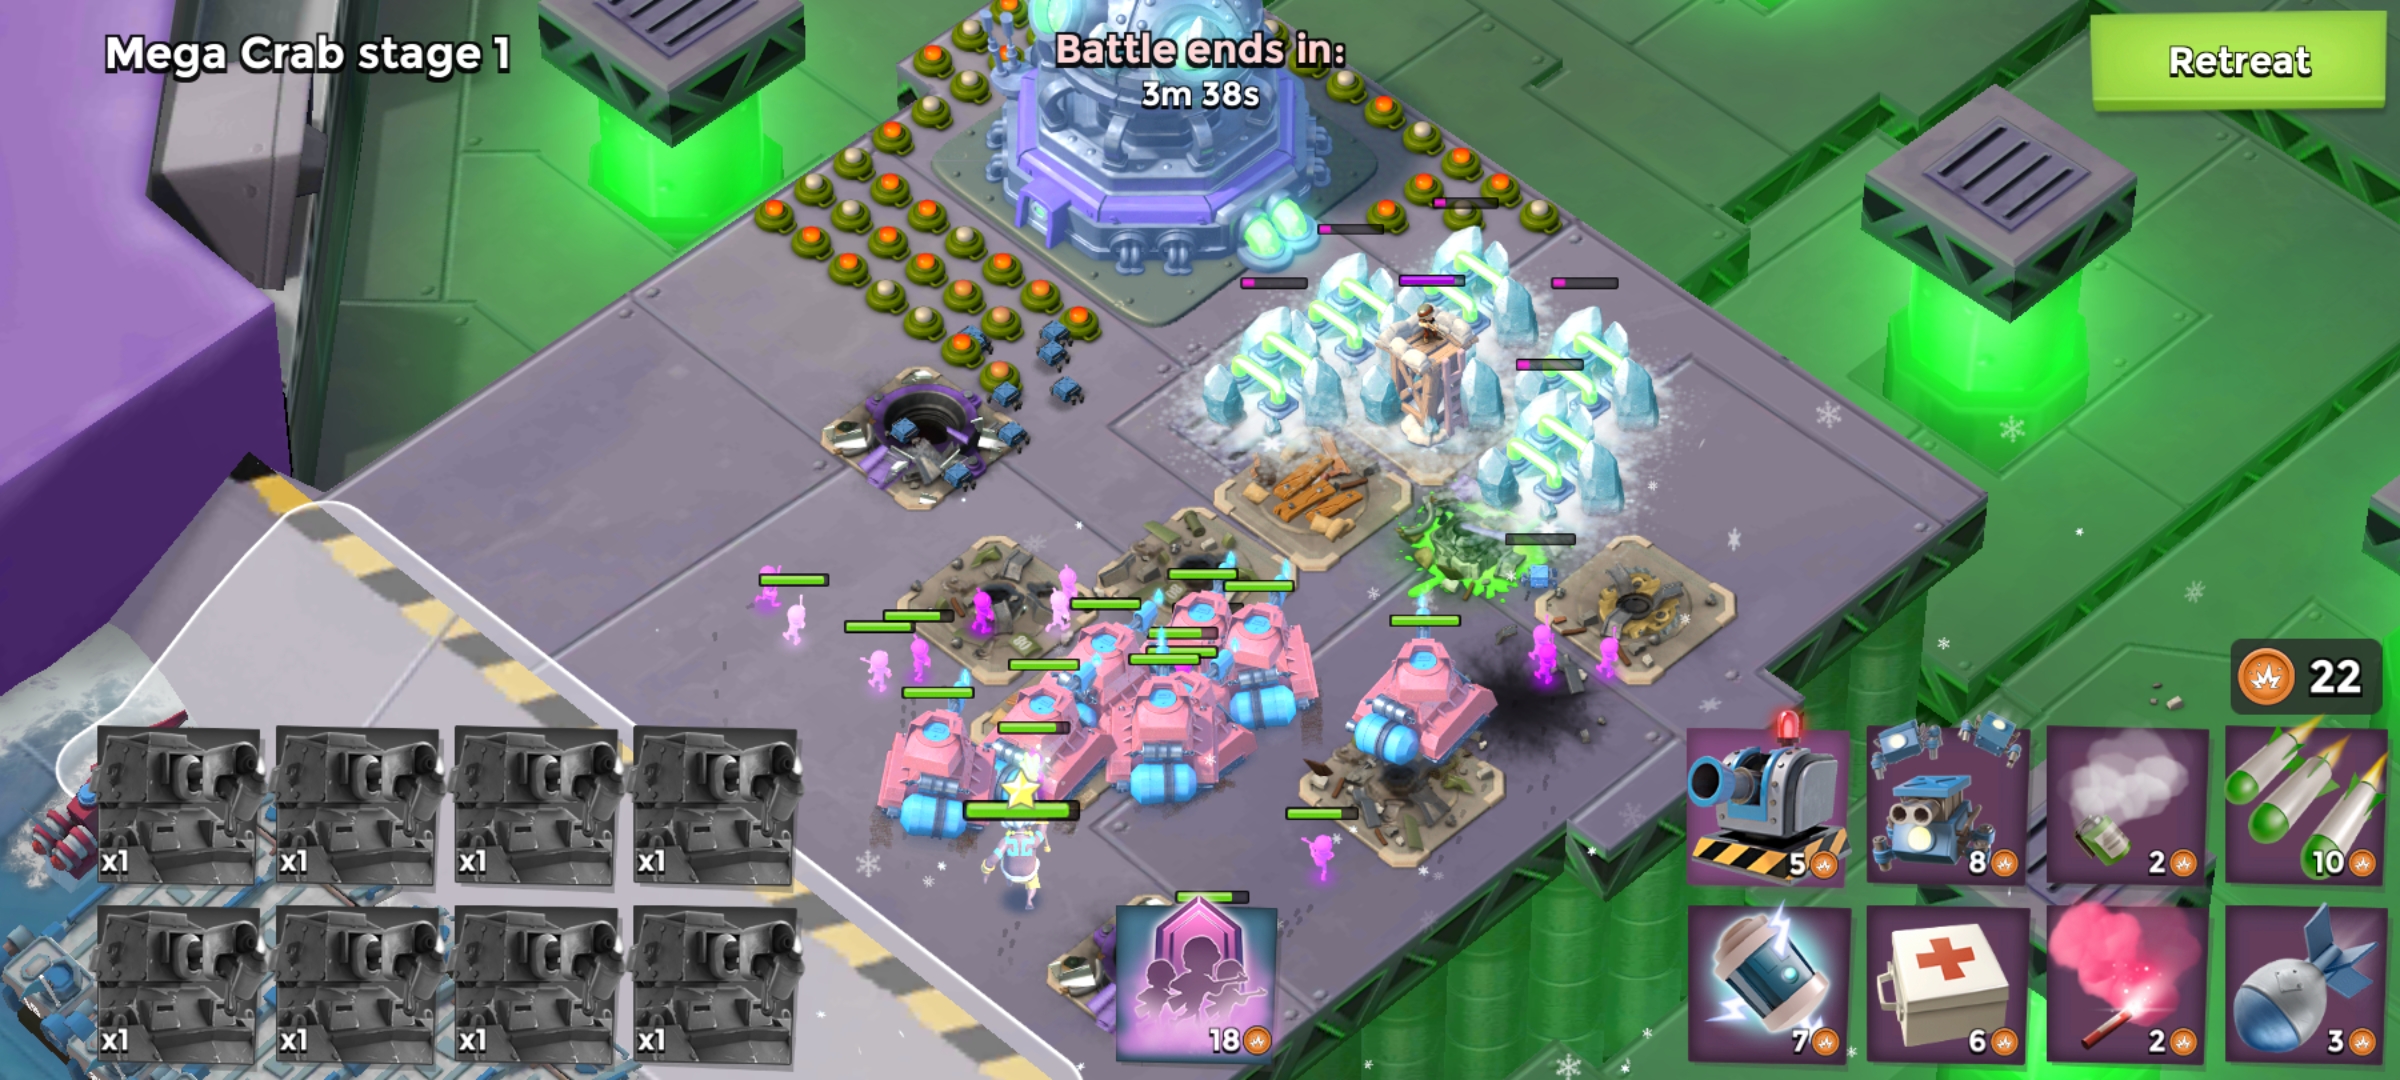 Mega Crab stage 1
Battle ends in:
3m 38s
Retreat
22
x1
x1
x1
x1
5
8
2
10
x1
x1
x1
x1
18
7
6
2
3